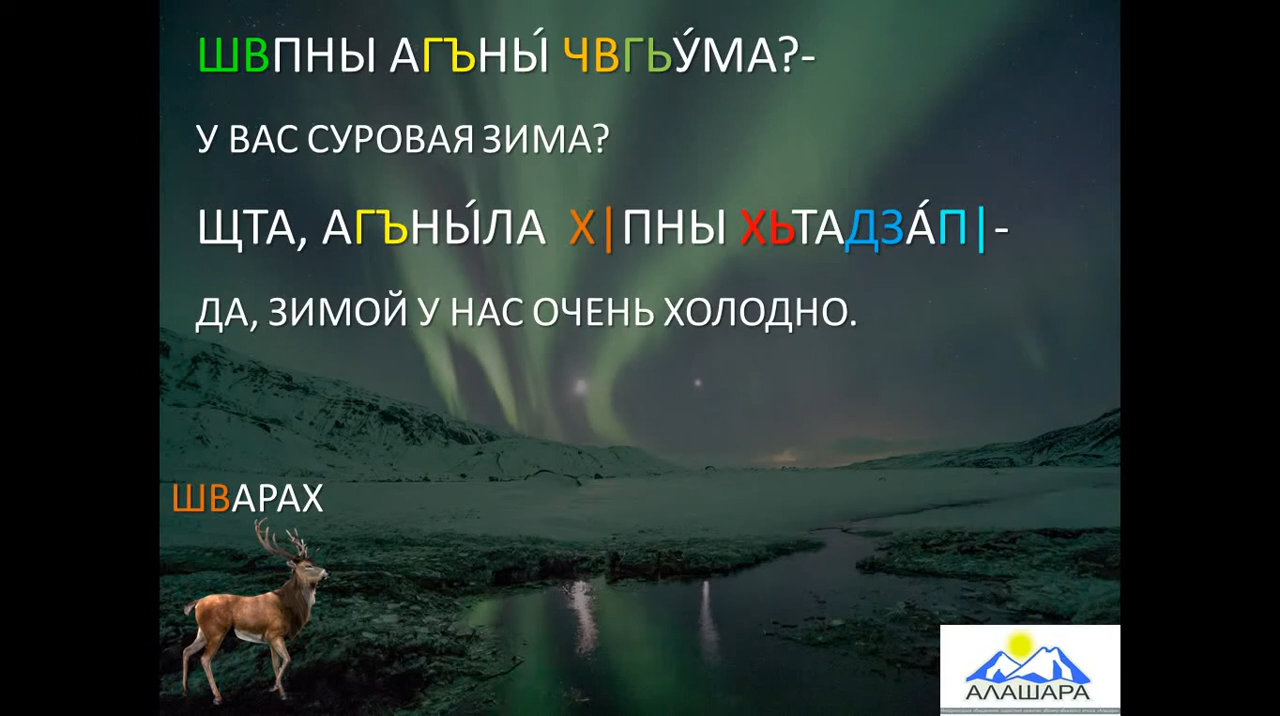 ШВПНЫ АГЪНЫ́ ЧВГЬУ́МА?-
У ВАС СУРОВАЯ ЗИМА?
ЩТА, АГЪНЫ́ЛА Х|ПНЫ ХЬТАДЗА́П|-
ДА, ЗИМОЙ У НАС ОЧЕНЬ ХОЛОДНО.
ШВАРАХ
АЛАШАРА